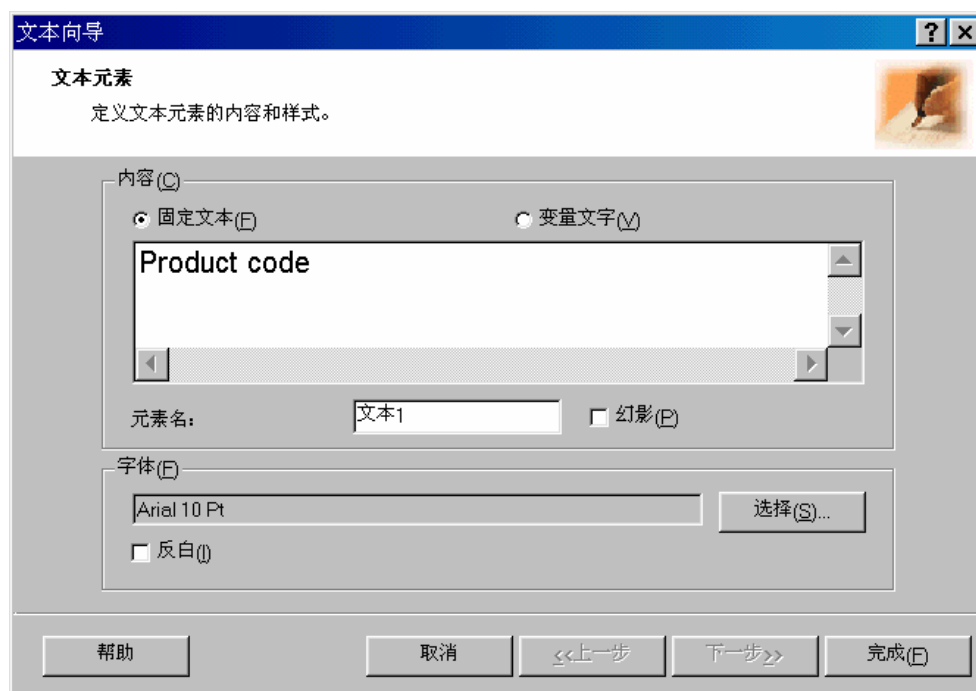 文本向导
文本元素
定义文本元素的内容和样式。
内容(C)
固定文本(F) 变量文字(V)
Product code
元素名: 文本1 幻影(P)
字体(F)
Arial 10 Pt 选择(S)...
反白(I)
帮助 取消 <<上一步 下一步>> 完成(F)